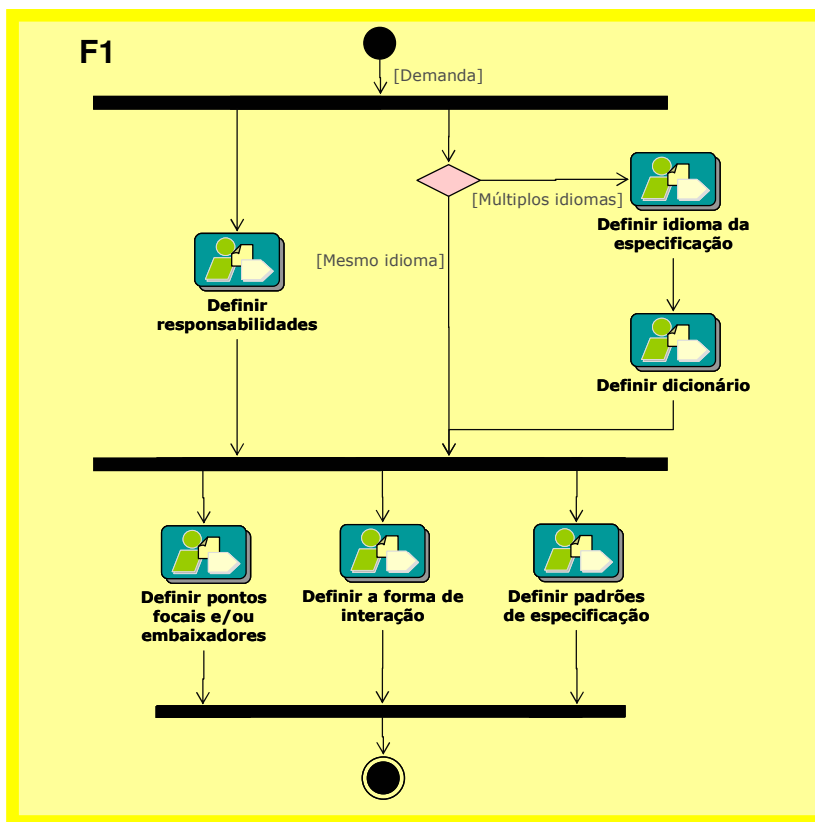 F1
[Demanda]
[Múltiplos idiomas]
Definir idioma da
especificação
[Mesmo idioma]
Definir
responsabilidades
Definir dicionário
Definir pontos
focais e/ou
embaixadores
Definir a forma de
interação
Definir padrões
de especificação